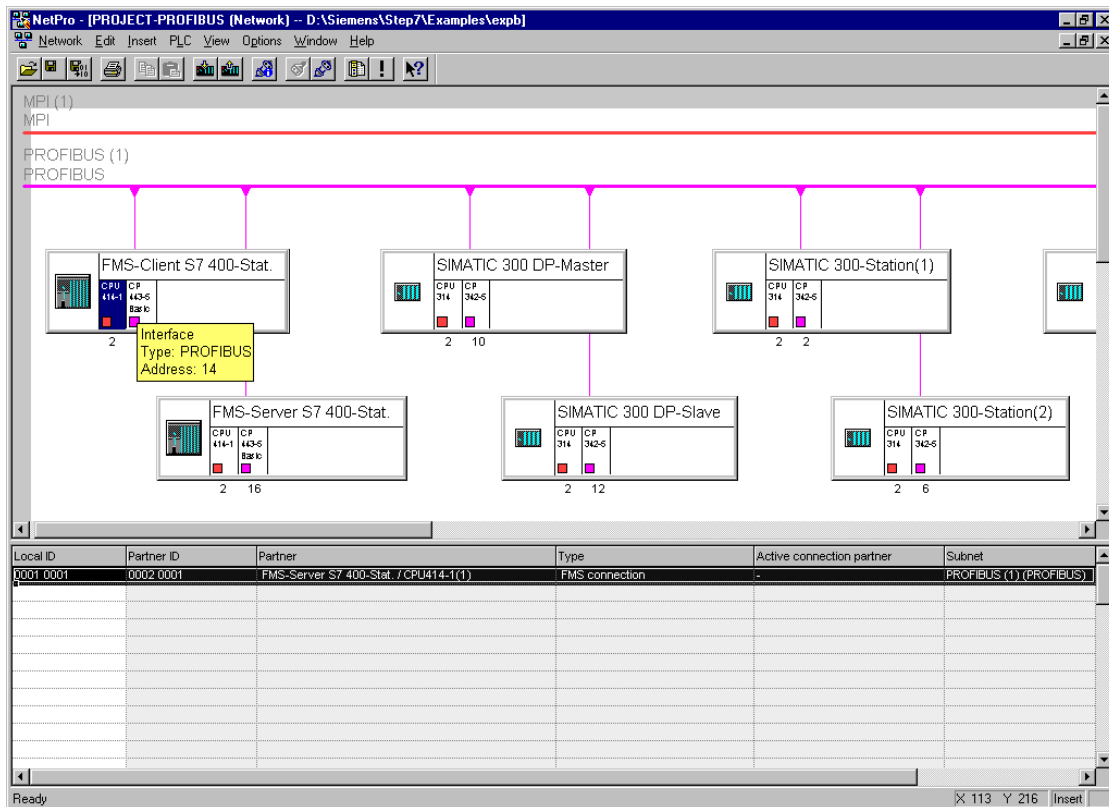 NetPro - [PROJECT-PROFIBUS (Network) -- D:\Siemens\Step7\Examples\expb]
Network Edit Insert PLC View Options Window Help
MPI (1)
MPI
PROFIBUS (1)
PROFIBUS
FMS-Client S7 400-Stat.
CPU 414-1
CP 443-5 Basic
2
Interface
Type: PROFIBUS
Address: 14
SIMATIC 300 DP-Master
CPU 314
CP 342-5
2 10
SIMATIC 300-Station(1)
CPU 314
CP 342-5
2 2
FMS-Server S7 400-Stat.
CPU 414-1
CP 443-5 Basic
2 16
SIMATIC 300 DP-Slave
CPU 314
CP 342-5
2 12
SIMATIC 300-Station(2)
CPU 314
CP 342-5
2 6
Local ID Partner ID Partner Type Active connection partner Subnet
0001 0001 0002 0001 FMS-Server S7 400-Stat. / CPU414-1(1) FMS connection - PROFIBUS (1) (PROFIBUS)
Ready X 113 Y 216 Insert